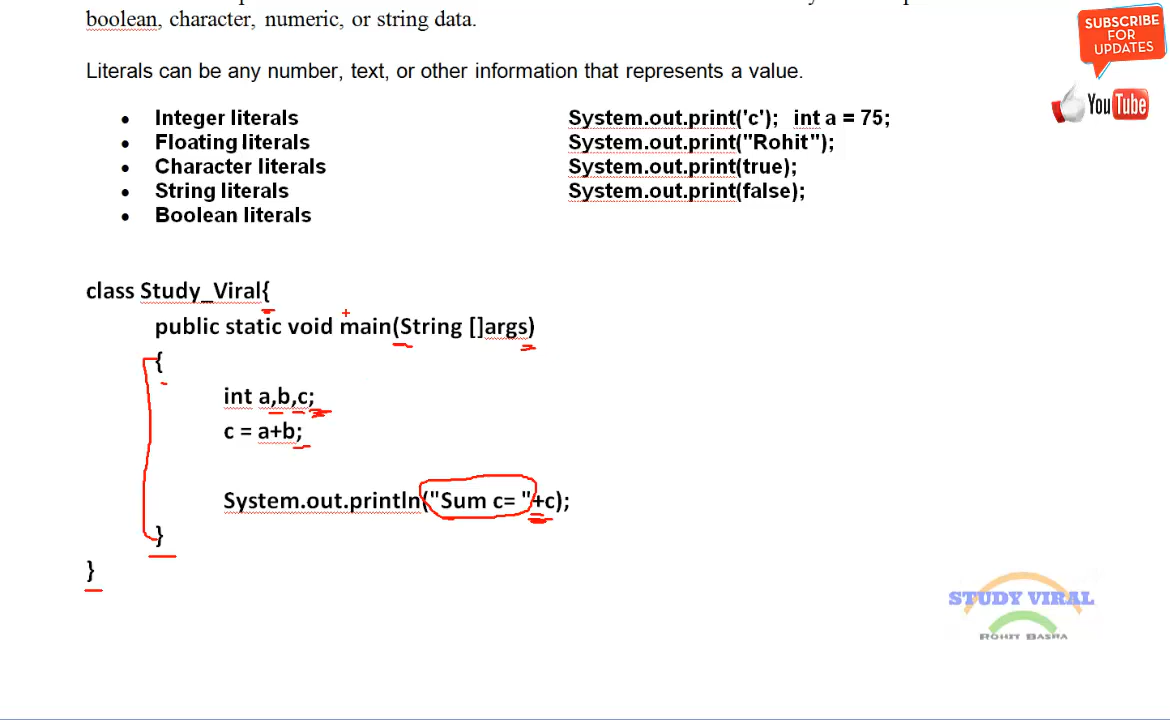 boolean, character, numeric, or string data.
Literals can be any number, text, or other information that represents a value.
• Integer literals
• Floating literals
• Character literals
• String literals
• Boolean literals
System.out.print('c'); int a = 75;
System.out.print("Rohit");
System.out.print(true);
System.out.print(false);
class Study_Viral{
public static void main(String []args)
{
int a,b,c;
c = a+b;
System.out.println("Sum c= "+c);
}
}
SUBSCRIBE
FOR
UPDATES
YouTube
STUDY VIRAL
ROHIT BASHA